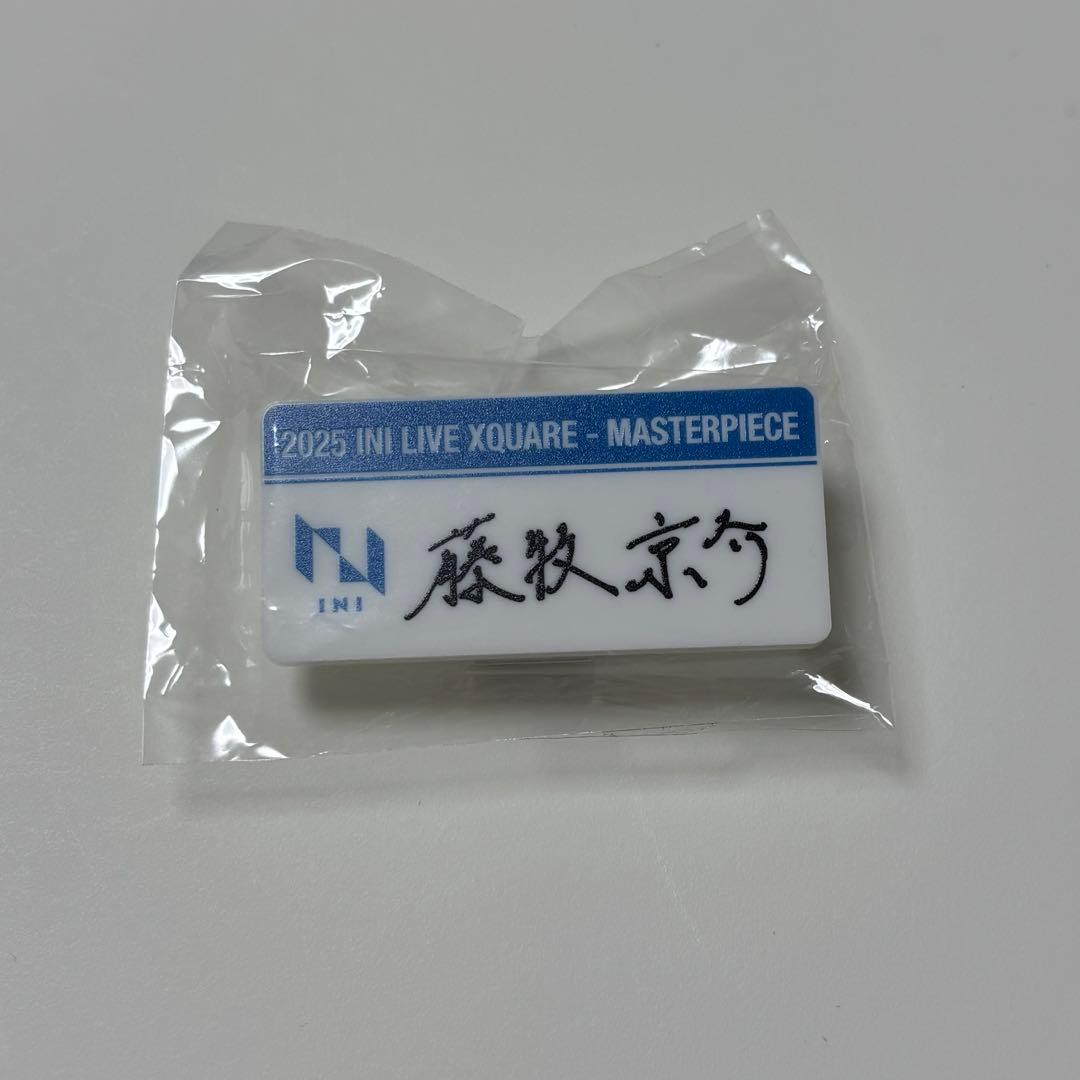 2025 INI LIVE XQUARE - MASTERPIECE
藤牧京介
INI